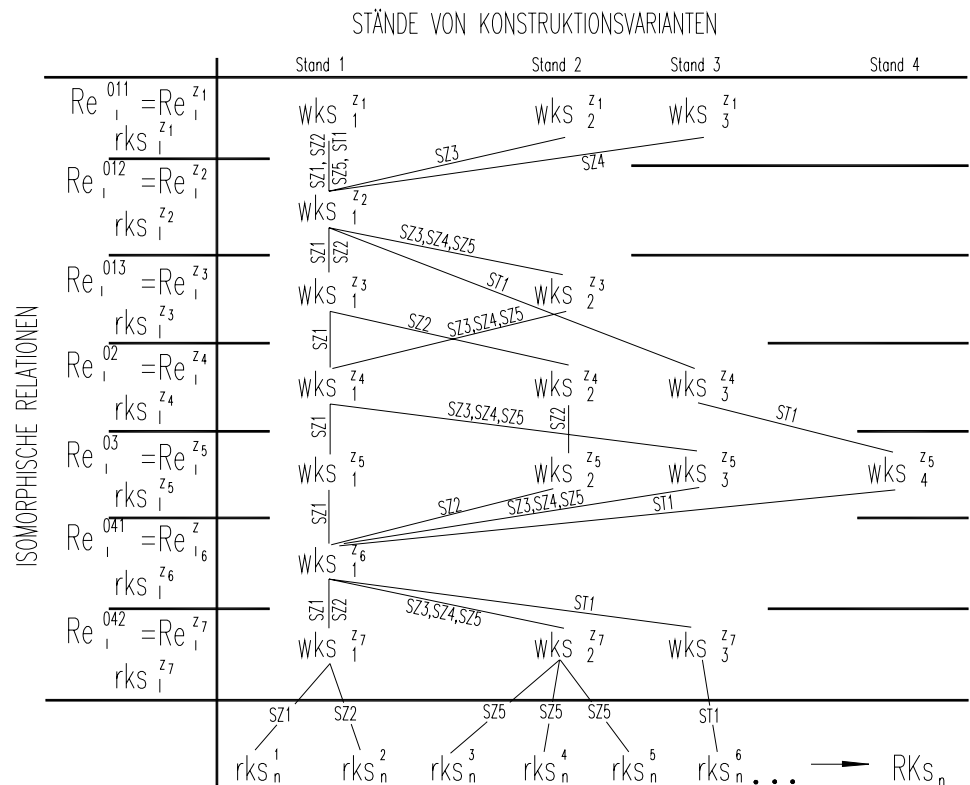 STÄNDE VON KONSTRUKTIONSVARIANTEN
Stand 1 Stand 2 Stand 3 Stand 4
ISOMORPHISCHE RELATIONEN
Re 011 I =Re z1 I wks z1 1 wks z1 2 wks z1 3
rks z1 I
SZ1, SZ2 SZ5, ST1 SZ3 SZ4
Re 012 I =Re z2 I
rks z2 I wks z2 1
SZ1 SZ2 SZ3,SZ4,SZ5 ST1
Re 013 I =Re z3 I wks z3 1 wks z3 2
rks z3 I
SZ1 SZ2 SZ3,SZ4,SZ5
Re 02 I =Re z4 I wks z4 1 wks z4 2 wks z4 3
rks z4 I
SZ1 SZ3,SZ4,SZ5 SZ2 ST1
Re 03 I =Re z5 I wks z5 1 wks z5 2 wks z5 3 wks z5 4
rks z5 I
SZ1 SZ2 SZ3,SZ4,SZ5 ST1
Re 041 I =Re z I 6 wks z6 1
rks z6 I
SZ1 SZ2 SZ3,SZ4,SZ5 ST1
Re 042 I =Re z7 I wks z7 1 wks z7 2 wks z7 3
rks z7 I
SZ1 SZ2 SZ5 SZ5 SZ5 ST1
rks 1 n rks 2 n rks 3 n rks 4 n rks 5 n rks 6 n ... RKs n